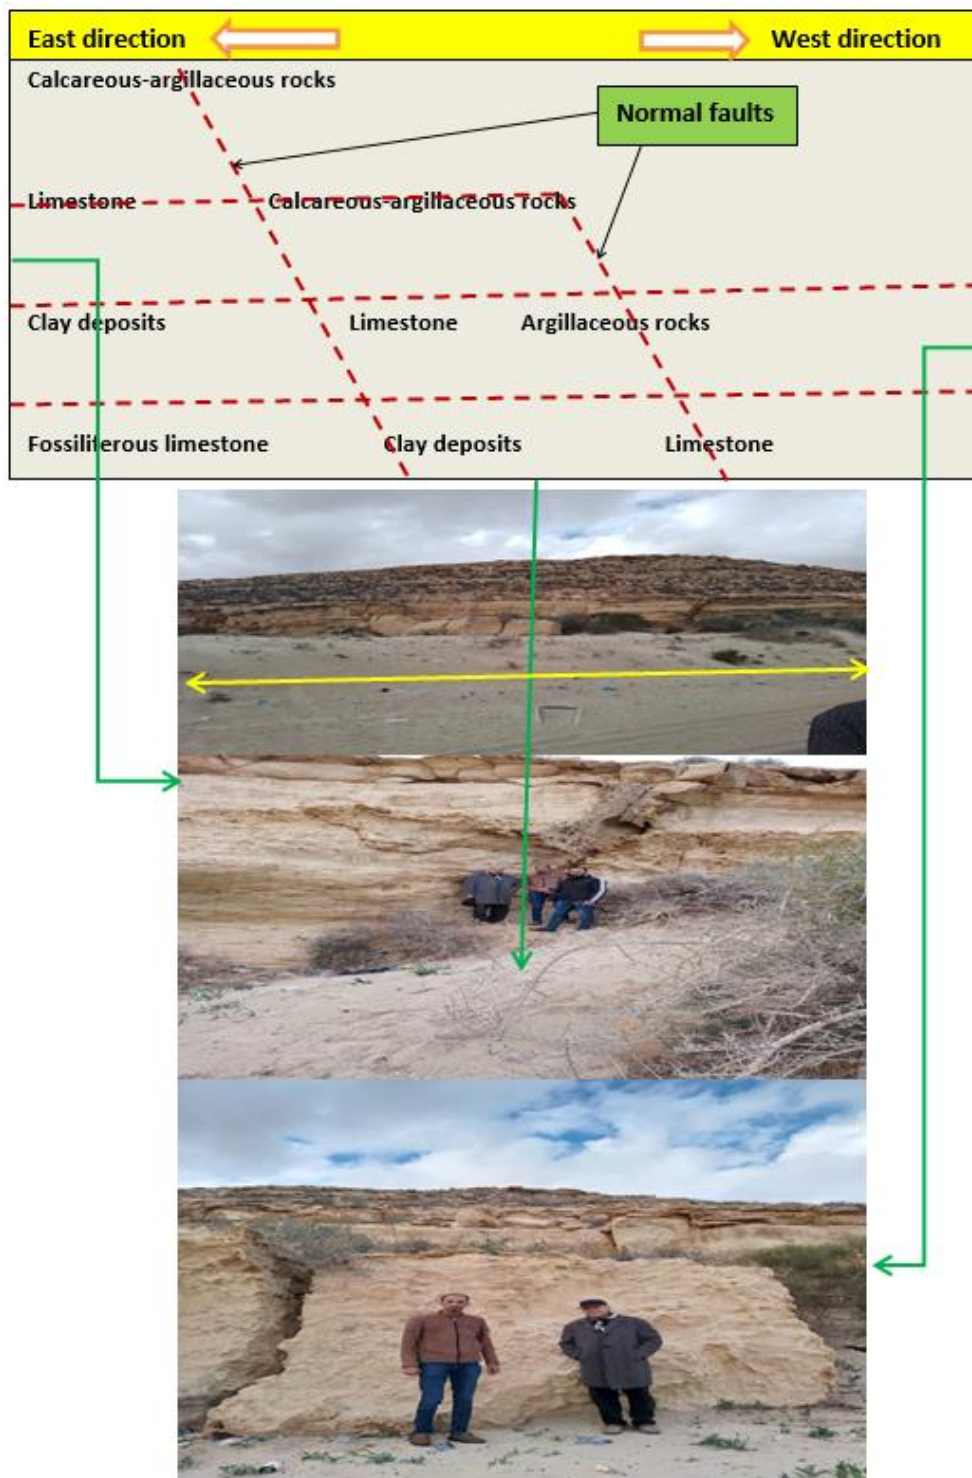 East direction
West direction
Calcareous-argillaceous rocks
Normal faults
Limestone
Calcareous-argillaceous rocks
Clay deposits
Limestone
Argillaceous rocks
Fossiliferous limestone
Clay deposits
Limestone